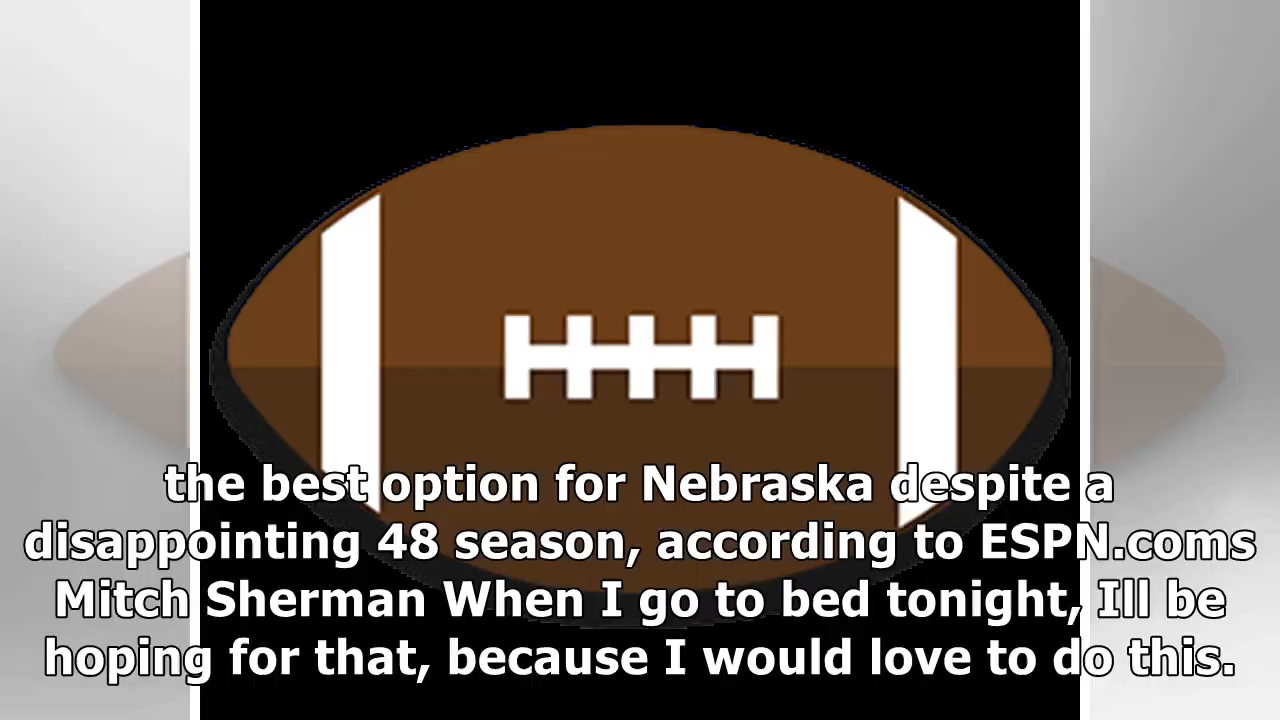 the best option for Nebraska despite a
disappointing 48 season, according to ESPN.coms
Mitch Sherman When I go to bed tonight, Ill be
hoping for that, because I would love to do this.